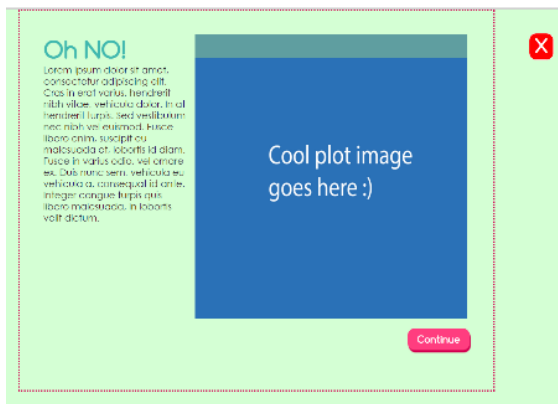 Oh NO!
Lorem ipsum dolor sit amet,
consectetur adipiscing elit.
Cras in erat varius, hendrerit
nibh vitae, vehicula dolor. In at
hendrerit turpis. Sed vestibulum
nec nibh vel euismod. Fusce
libero enim, suscipit eu
malesuada at, lobortis id diam.
Fusce in varius odio, vel ornare
ex. Duis nunc sem, vehicula eu
vehicula a, consequat id ante.
Integer congue turpis quis
libero malesuada, in lobortis
velit dictum.
Cool plot image
goes here :)
Continue
X